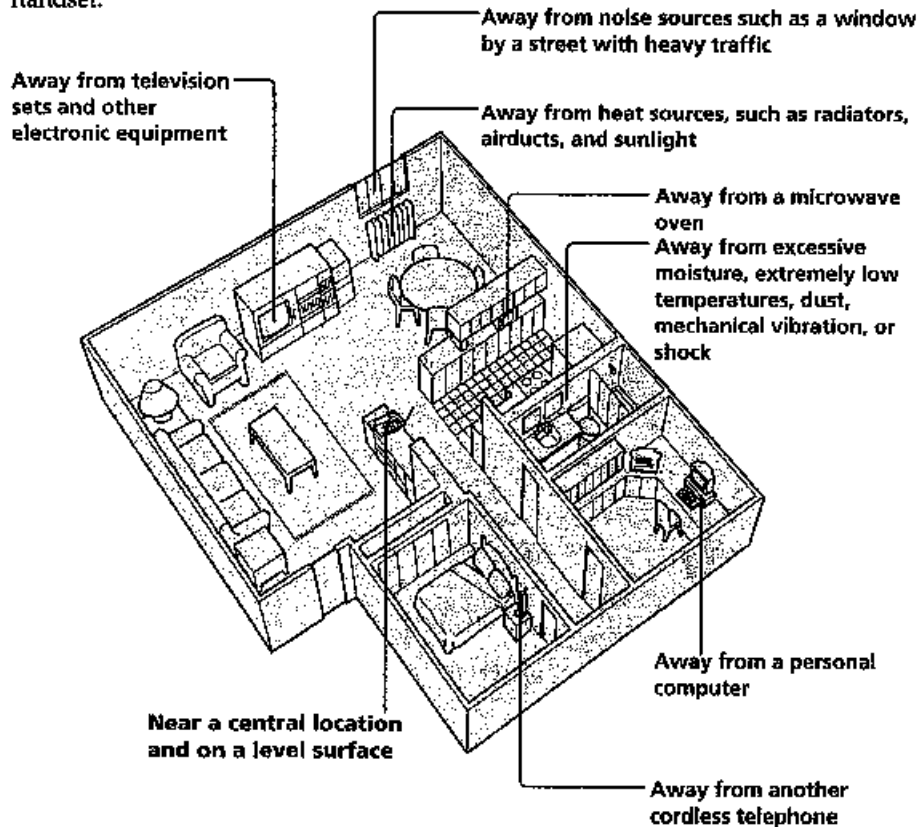 handset.
Away from noise sources such as a window
by a street with heavy traffic
Away from television
sets and other
electronic equipment
Away from heat sources, such as radiators,
airducts, and sunlight
Away from a microwave
oven
Away from excessive
moisture, extremely low
temperatures, dust,
mechanical vibration, or
shock
Away from a personal
computer
Near a central location
and on a level surface
Away from another
cordless telephone